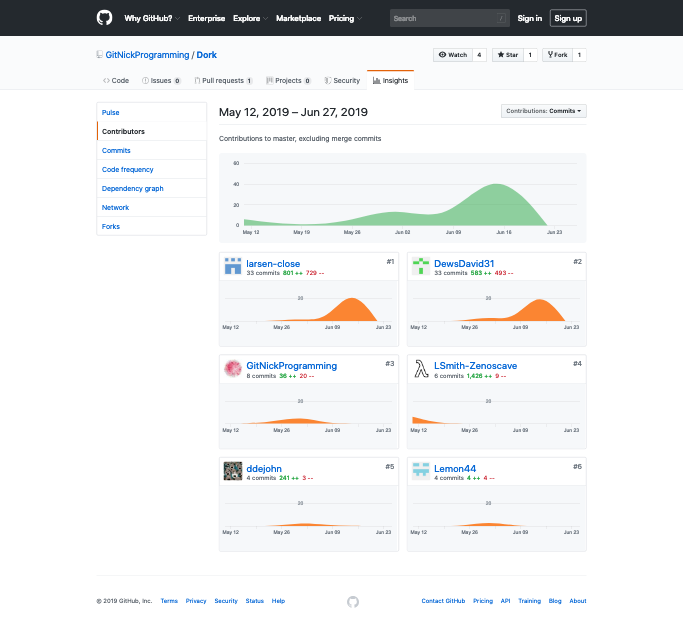 Why GitHub? Enterprise Explore Marketplace Pricing Search / Sign in Sign up
GitNickProgramming / Dork Watch 4 Star 1 Fork 1
Code Issues 0 Pull requests 1 Projects 0 Security Insights
Pulse
Contributors
Commits
Code frequency
Dependency graph
Network
Forks
May 12, 2019 – Jun 27, 2019 Contributions: Commits
Contributions to master, excluding merge commits
60
40
20
0
May 12 May 19 May 26 Jun 02 Jun 09 Jun 16 Jun 23
larsen-close #1
33 commits 801 ++ 729 --
20
May 12 May 26 Jun 09 Jun 23
DewsDavid31 #2
33 commits 583 ++ 493 --
20
May 12 May 26 Jun 09 Jun 23
GitNickProgramming #3
8 commits 36 ++ 20 --
20
May 12 May 26 Jun 09 Jun 23
LSmith-Zenoscave #4
6 commits 1,426 ++ 9 --
20
May 12 May 26 Jun 09 Jun 23
ddejohn #5
4 commits 241 ++ 3 --
20
May 12 May 26 Jun 09 Jun 23
Lemon44 #6
4 commits 4 ++ 4 --
20
May 12 May 26 Jun 09 Jun 23
© 2019 GitHub, Inc. Terms Privacy Security Status Help Contact GitHub Pricing API Training Blog About